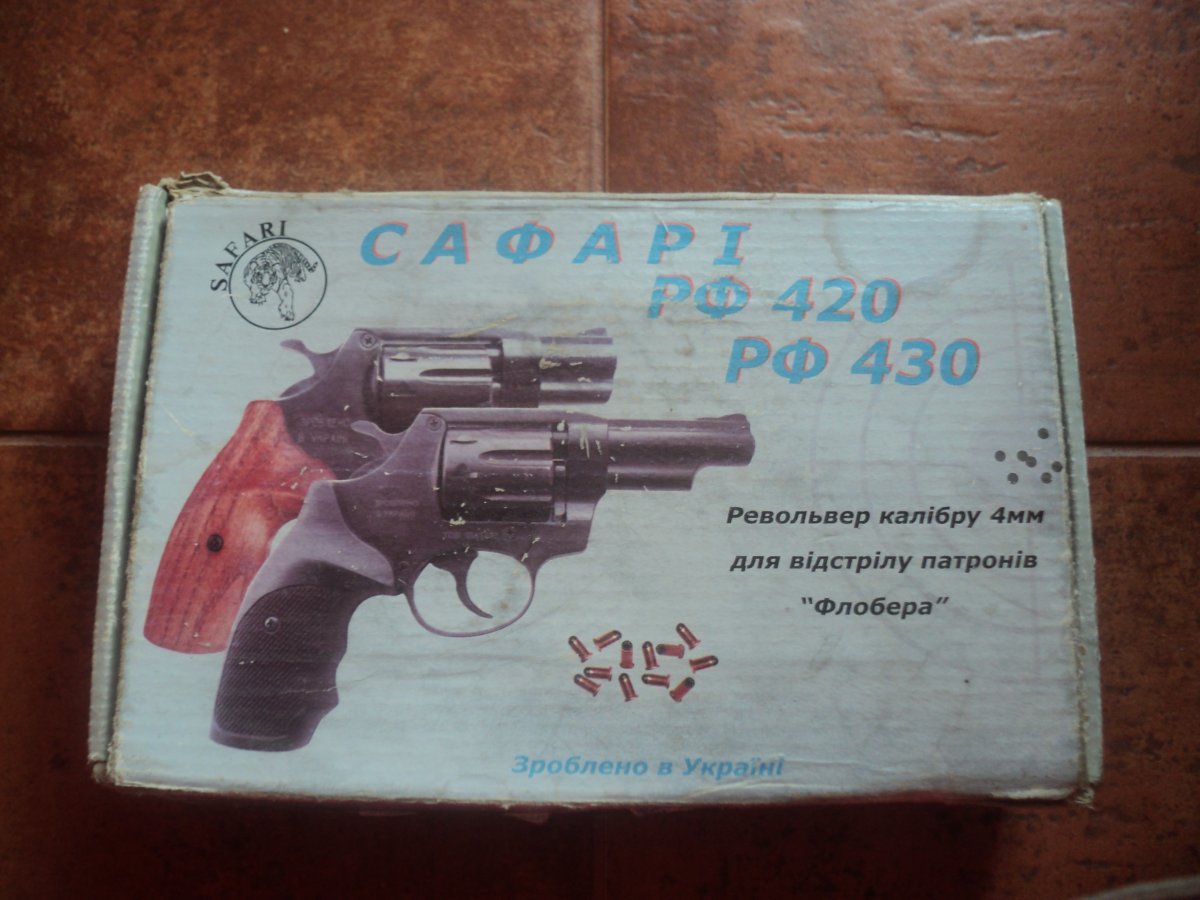 SAFARI
САФАРІ
РФ 420
РФ 430
Револьвер калібру 4мм
для відстрілу патронів
“Флобера”
Зроблено в Україні